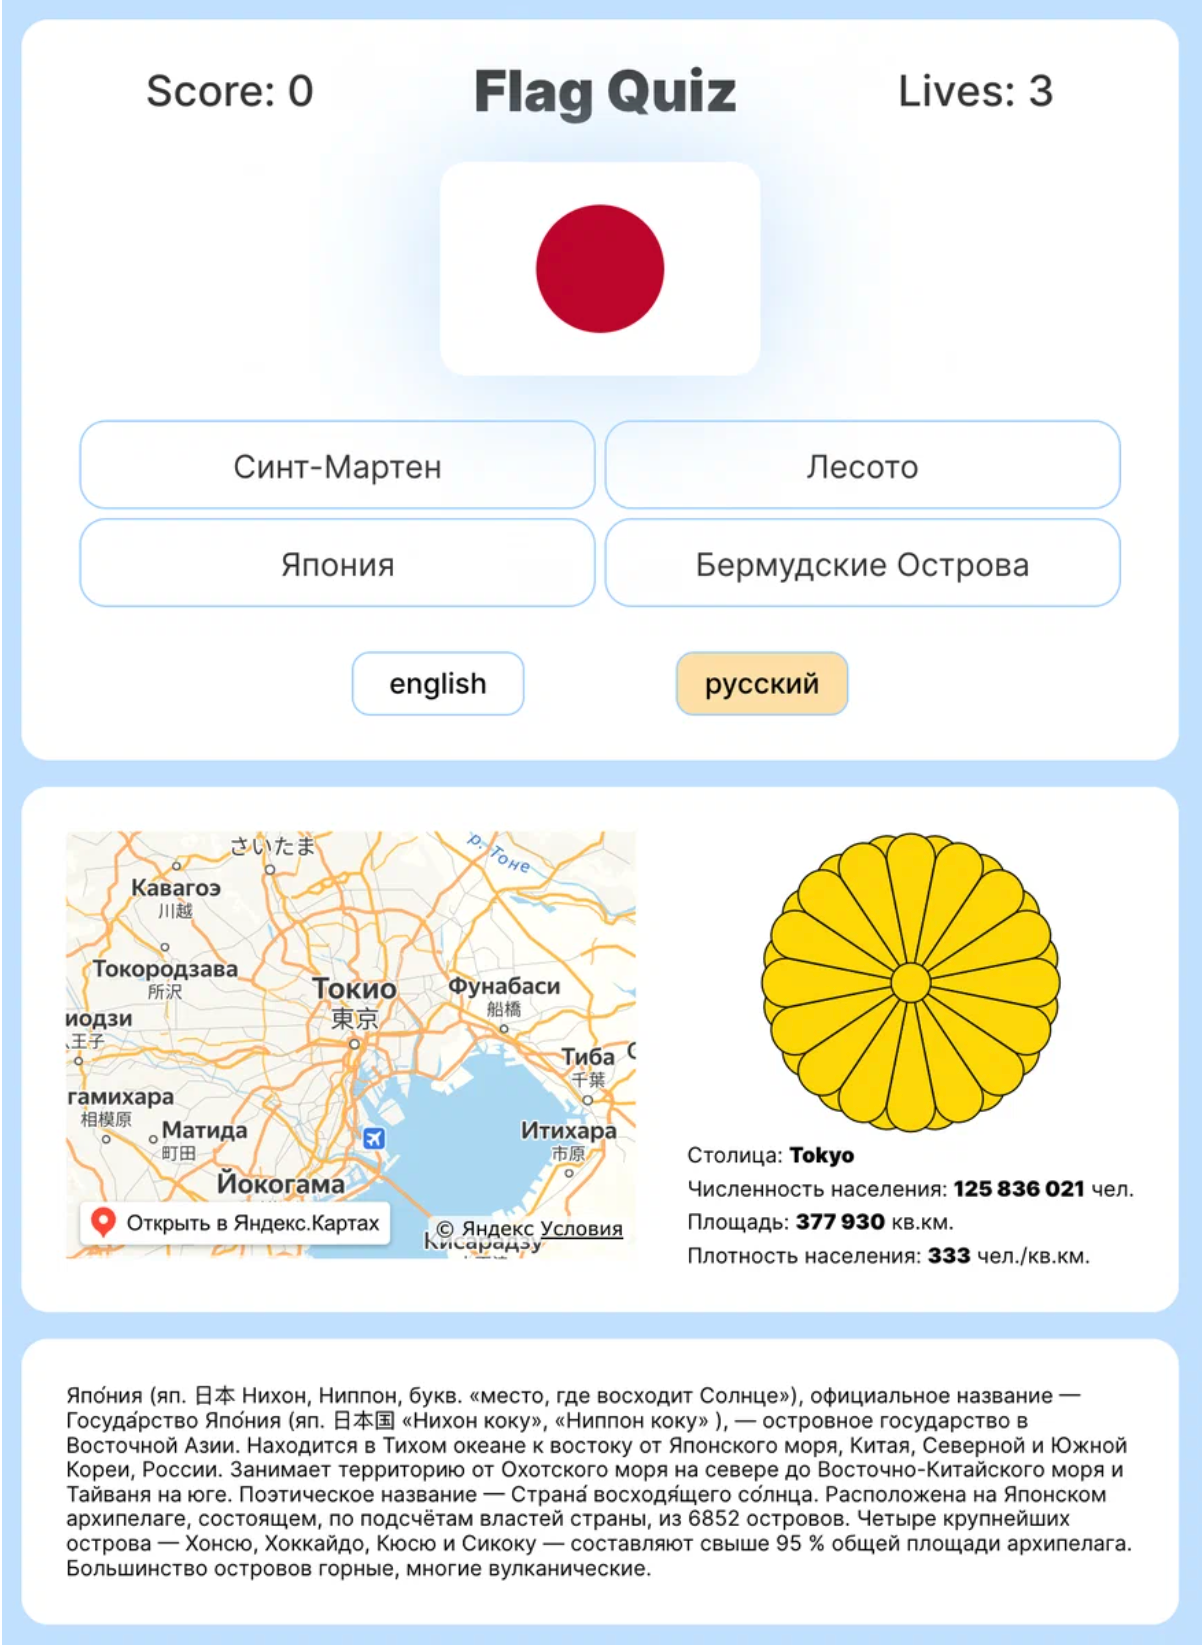 Score: 0
Flag Quiz
Lives: 3
Синт-Мартен
Лесото
Япония
Бермудские Острова
english
русский
さいたま
р. Тоне
Кавагоэ
川越
Токородзава
所沢
Токио
東京
Фунабаси
船橋
иодзи
王子
Тиба
千葉
гамихара
相模原
Матида
町田
Итихара
市原
Йокогама
Открыть в Яндекс.Картах
© Яндекс Условия
Кисарадзу
Столица: Tokyo
Численность населения: 125 836 021 чел.
Площадь: 377 930 кв.км.
Плотность населения: 333 чел./кв.км.
Япо́ния (яп. 日本 Нихон, Ниппон, букв. «место, где восходит Солнце»), официальное название —
Госуда́рство Япо́ния (яп. 日本国 «Нихон коку», «Ниппон коку» ), — островное государство в
Восточной Азии. Находится в Тихом океане к востоку от Японского моря, Китая, Северной и Южной
Кореи, России. Занимает территорию от Охотского моря на севере до Восточно-Китайского моря и
Тайваня на юге. Поэтическое название — Страна́ восходя́щего со́лнца. Расположена на Японском
архипелаге, состоящем, по подсчётам властей страны, из 6852 островов. Четыре крупнейших
острова — Хонсю, Хоккайдо, Кюсю и Сикоку — составляют свыше 95 % общей площади архипелага.
Большинство островов горные, многие вулканические.